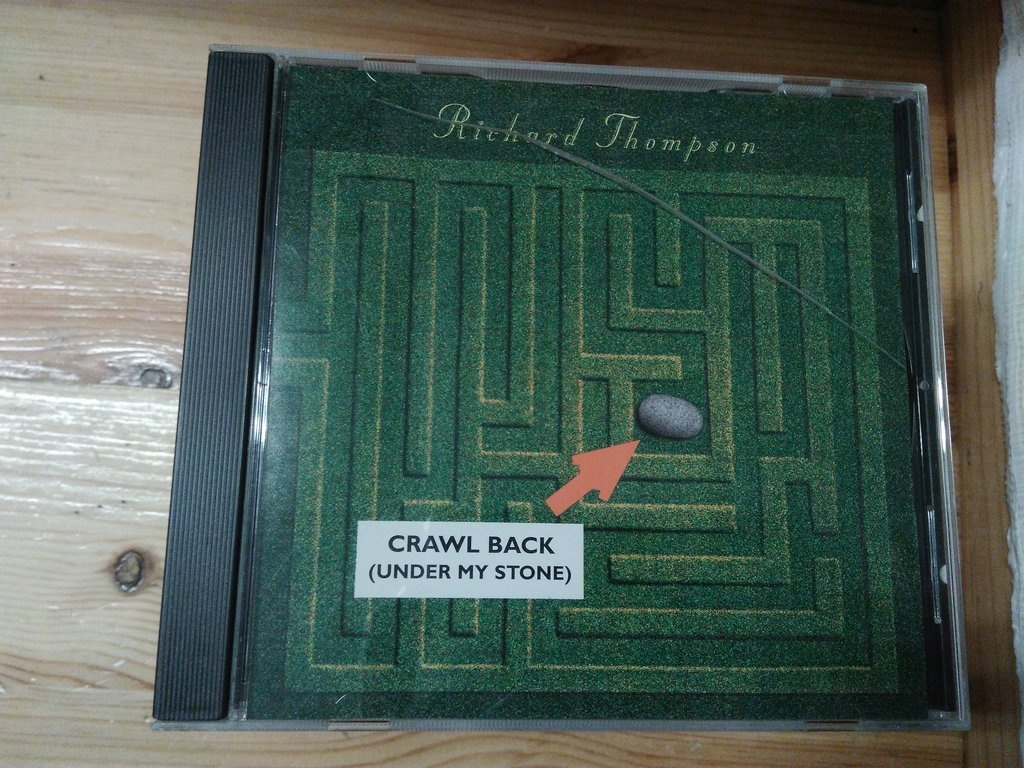 Richard Thompson
CRAWL BACK
(UNDER MY STONE)